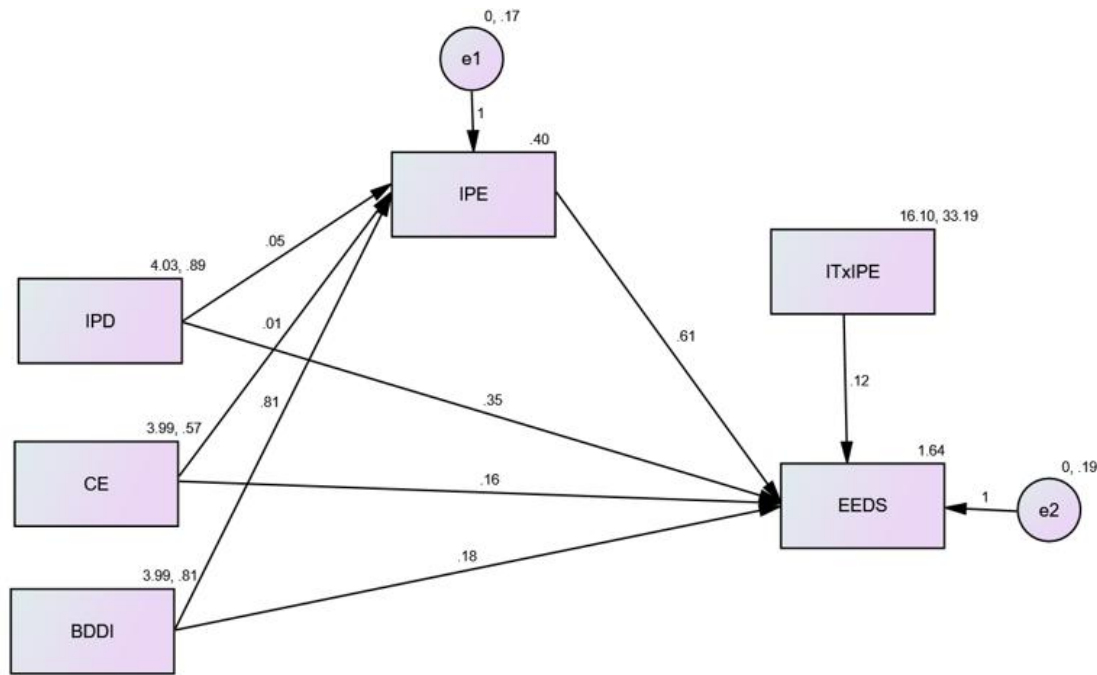 0, .17
e1
1
.40
IPE
16.10, 33.19
ITxIPE
.05
4.03, .89
IPD
.01
.61
.81
.35
.12
3.99, .57
CE
.16
1.64
EEDS
0, .19
1
e2
3.99, .81
.18
BDDI